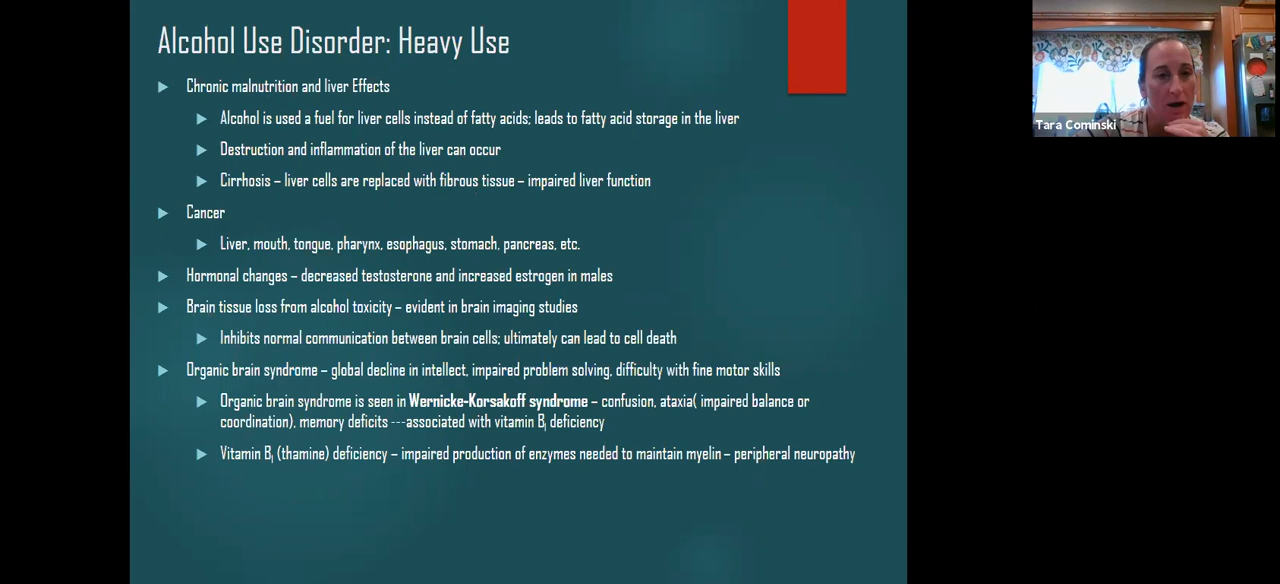 Alcohol Use Disorder: Heavy Use
Chronic malnutrition and liver Effects
Alcohol is used a fuel for liver cells instead of fatty acids; leads to fatty acid storage in the liver
Destruction and inflammation of the liver can occur
Cirrhosis – liver cells are replaced with fibrous tissue – impaired liver function
Cancer
Liver, mouth, tongue, pharynx, esophagus, stomach, pancreas, etc.
Hormonal changes – decreased testosterone and increased estrogen in males
Brain tissue loss from alcohol toxicity – evident in brain imaging studies
Inhibits normal communication between brain cells; ultimately can lead to cell death
Organic brain syndrome – global decline in intellect, impaired problem solving, difficulty with fine motor skills
Organic brain syndrome is seen in Wernicke-Korsakoff syndrome – confusion, ataxia( impaired balance or
coordination), memory deficits ---associated with vitamin B₁ deficiency
Vitamin B₁ (thamine) deficiency – impaired production of enzymes needed to maintain myelin – peripheral neuropathy
Tara Cominski